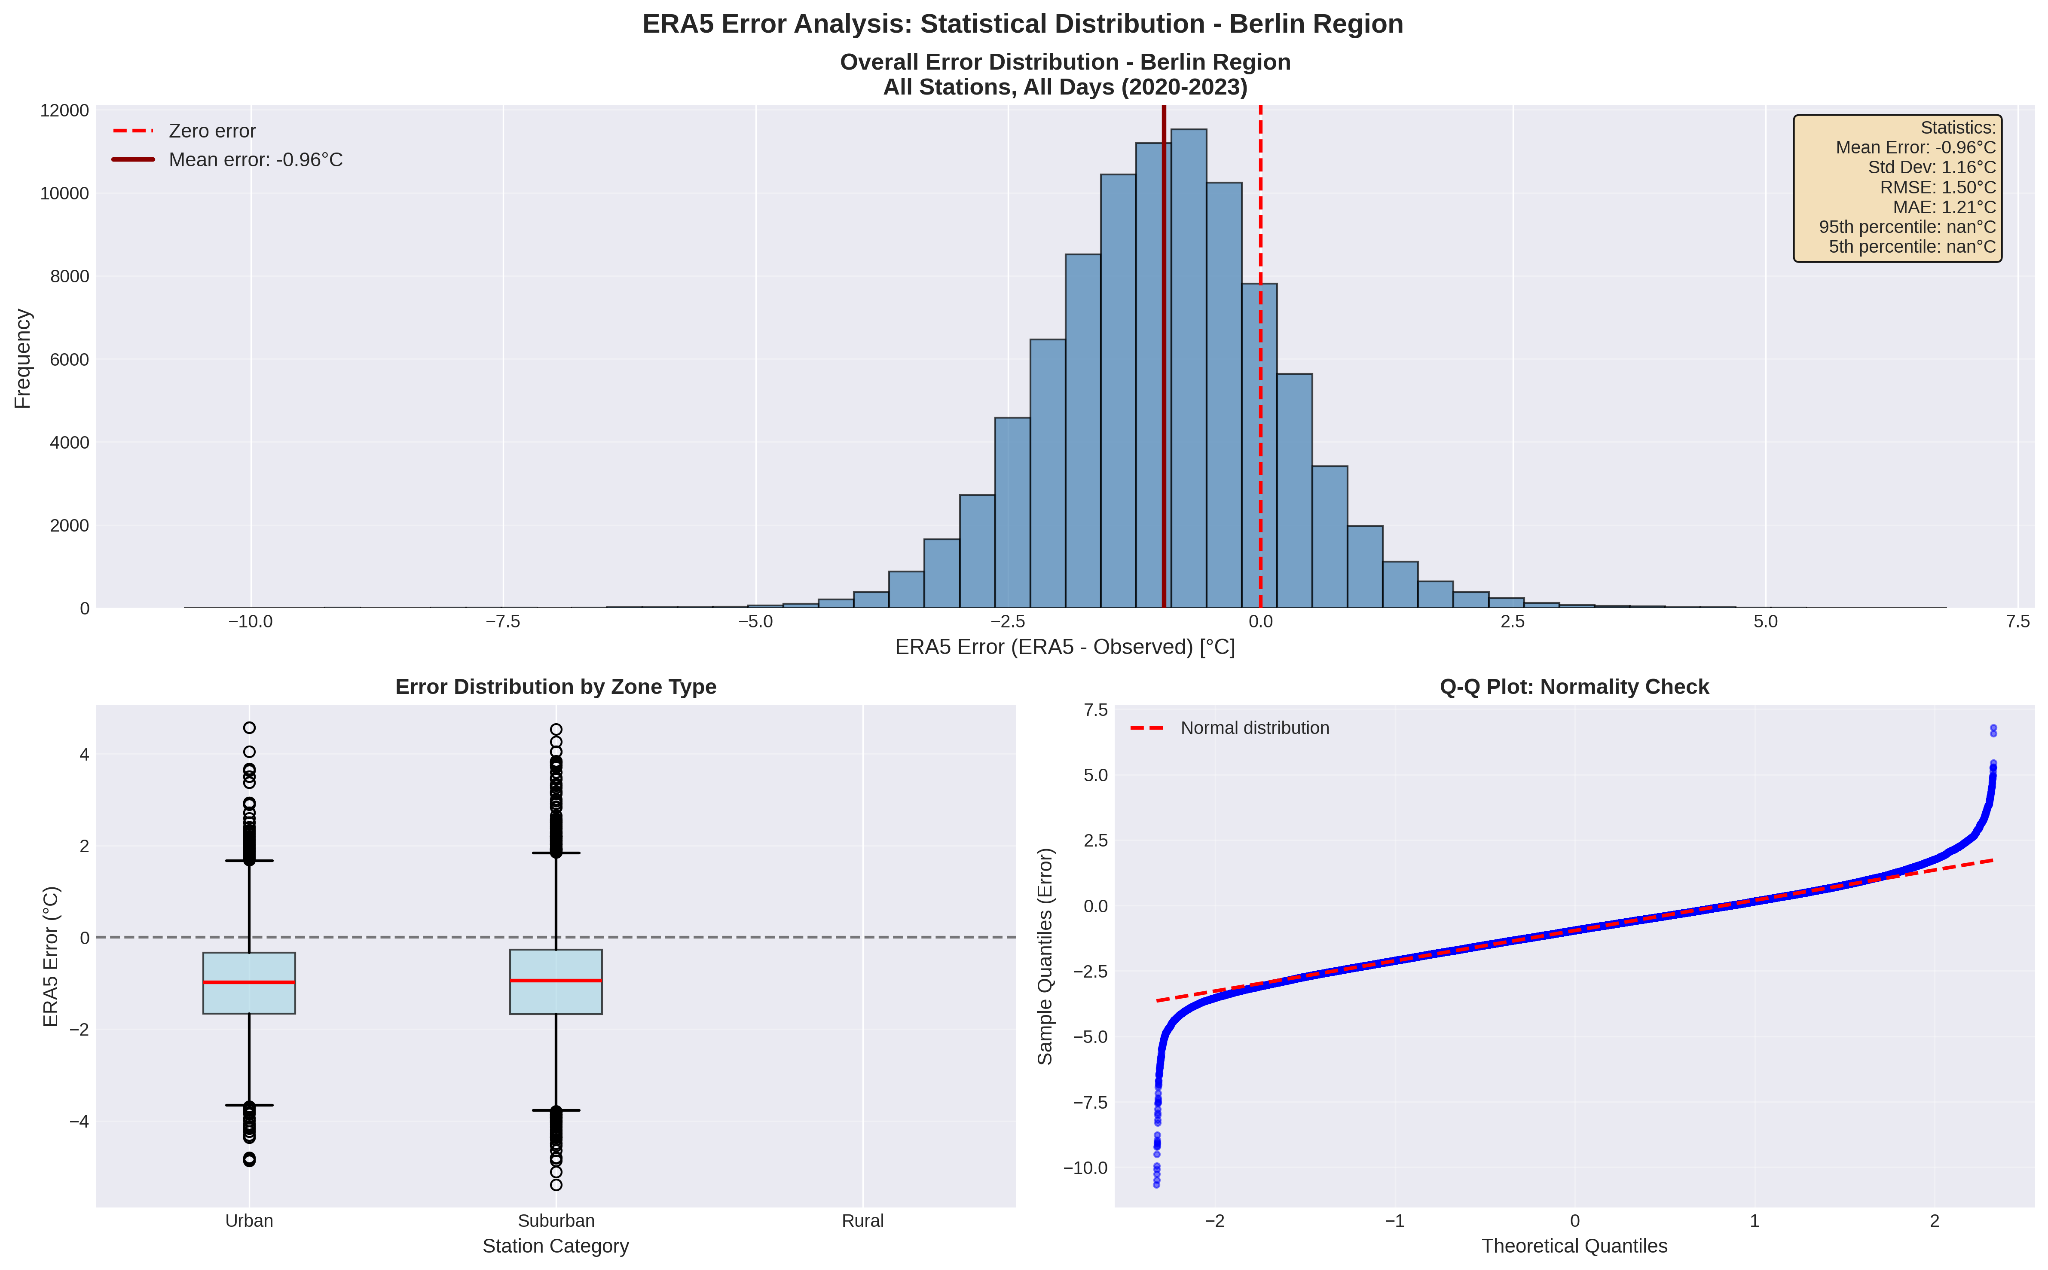 ERA5 Error Analysis: Statistical Distribution - Berlin Region
Overall Error Distribution - Berlin Region
All Stations, All Days (2020-2023)
Zero error
Mean error: -0.96°C
Statistics:
Mean Error: -0.96°C
Std Dev: 1.16°C
RMSE: 1.50°C
MAE: 1.21°C
95th percentile: nan°C
5th percentile: nan°C
Frequency
12000
10000
8000
6000
4000
2000
0
−10.0 −7.5 −5.0 −2.5 0.0 2.5 5.0 7.5
ERA5 Error (ERA5 - Observed) [°C]
Error Distribution by Zone Type
ERA5 Error (°C)
4
2
0
−2
−4
Urban Suburban Rural
Station Category
Q-Q Plot: Normality Check
Normal distribution
Sample Quantiles (Error)
7.5
5.0
2.5
0.0
−2.5
−5.0
−7.5
−10.0
−2 −1 0 1 2
Theoretical Quantiles